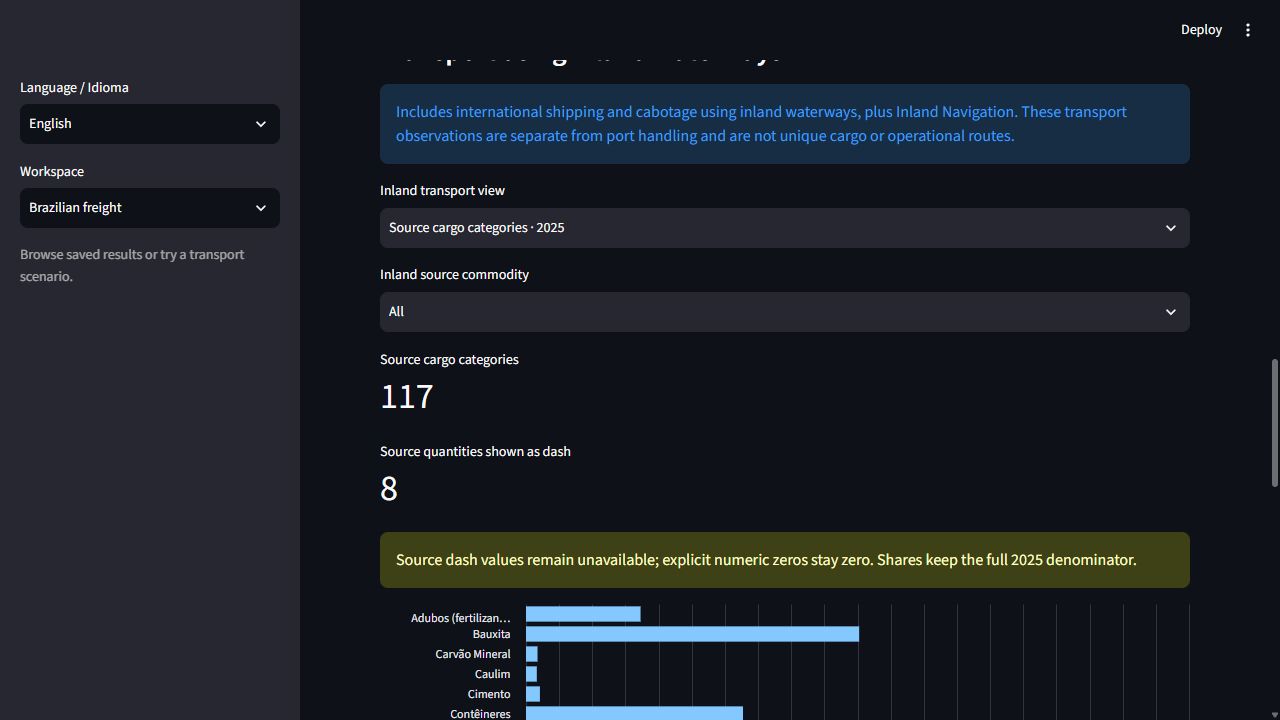 Deploy
Language / Idioma
English
Workspace
Brazilian freight
Browse saved results or try a transport
scenario.
Includes international shipping and cabotage using inland waterways, plus Inland Navigation. These transport
observations are separate from port handling and are not unique cargo or operational routes.
Inland transport view
Source cargo categories · 2025
Inland source commodity
All
Source cargo categories
117
Source quantities shown as dash
8
Source dash values remain unavailable; explicit numeric zeros stay zero. Shares keep the full 2025 denominator.
Adubos (fertilizan…
Bauxita
Carvão Mineral
Caulim
Cimento
Contêineres